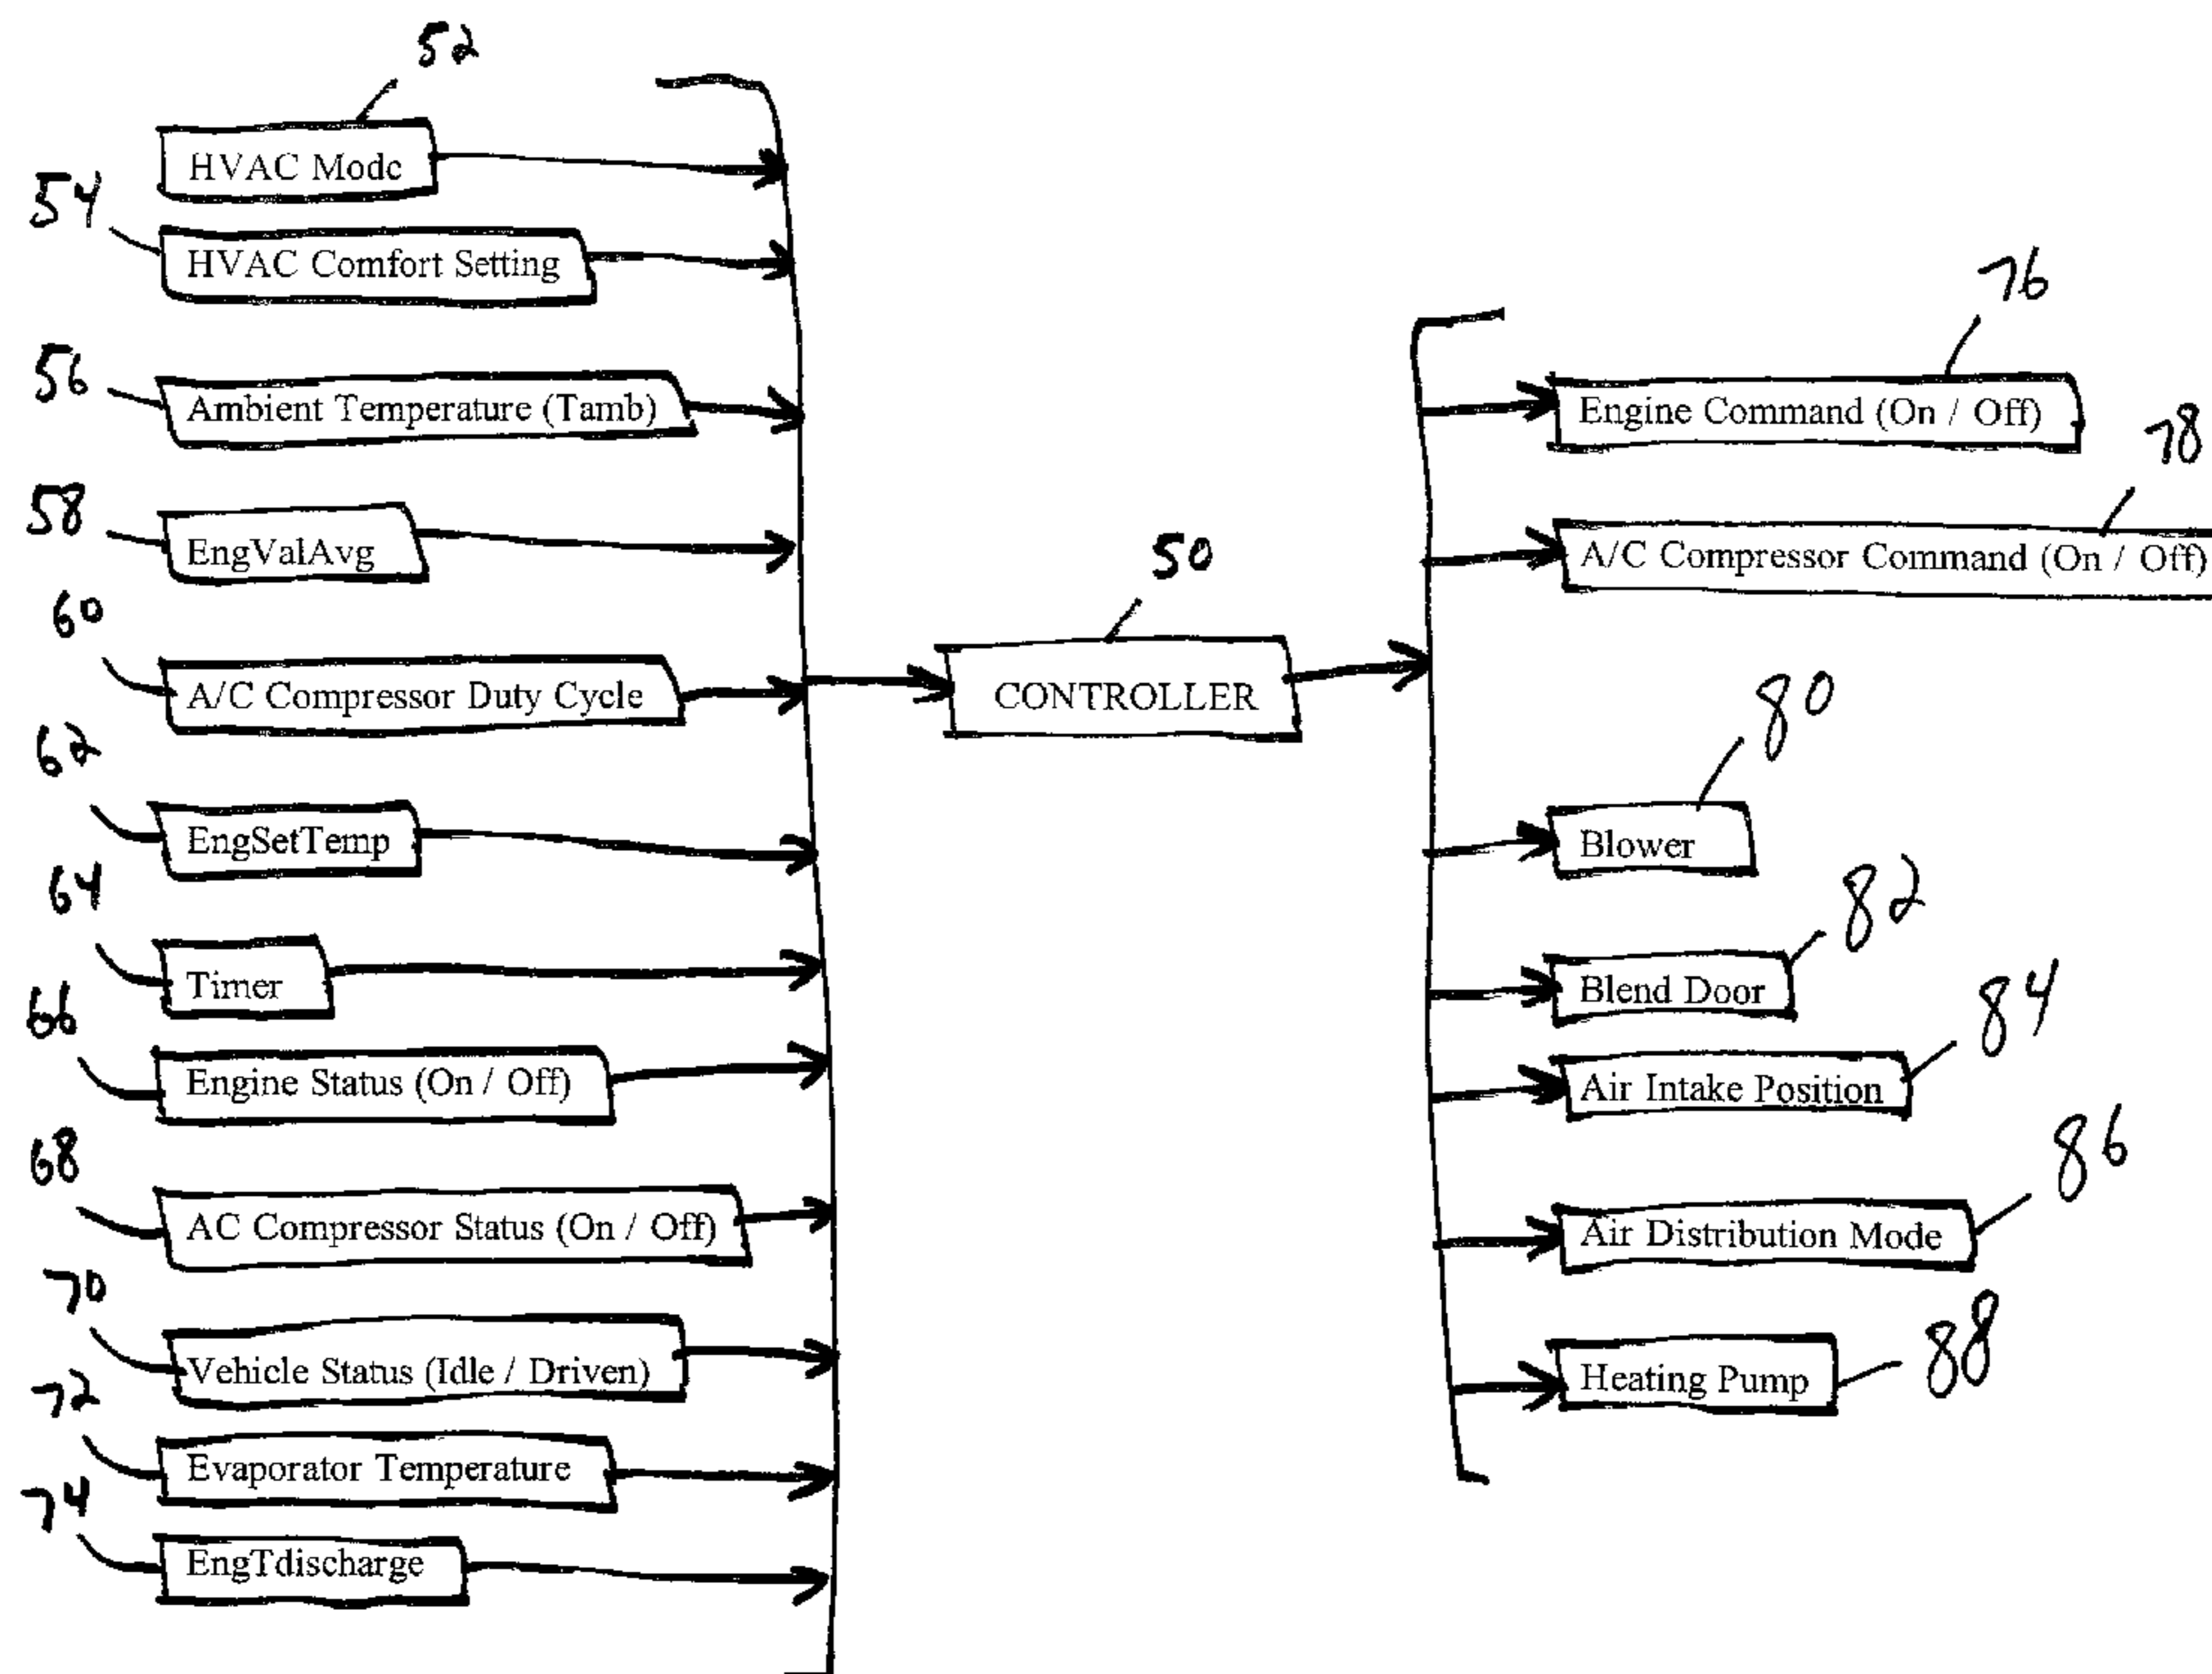 52
HVAC Mode
54
HVAC Comfort Setting
56
Ambient Temperature (Tamb)
58
EngValAvg
60
A/C Compressor Duty Cycle
62
EngSetTemp
64
Timer
66
Engine Status (On / Off)
68
AC Compressor Status (On / Off)
70
Vehicle Status (Idle / Driven)
72
Evaporator Temperature
74
EngTdischarge
50
CONTROLLER
76
Engine Command (On / Off)
78
A/C Compressor Command (On / Off)
80
Blower
82
Blend Door
84
Air Intake Position
86
Air Distribution Mode
88
Heating Pump